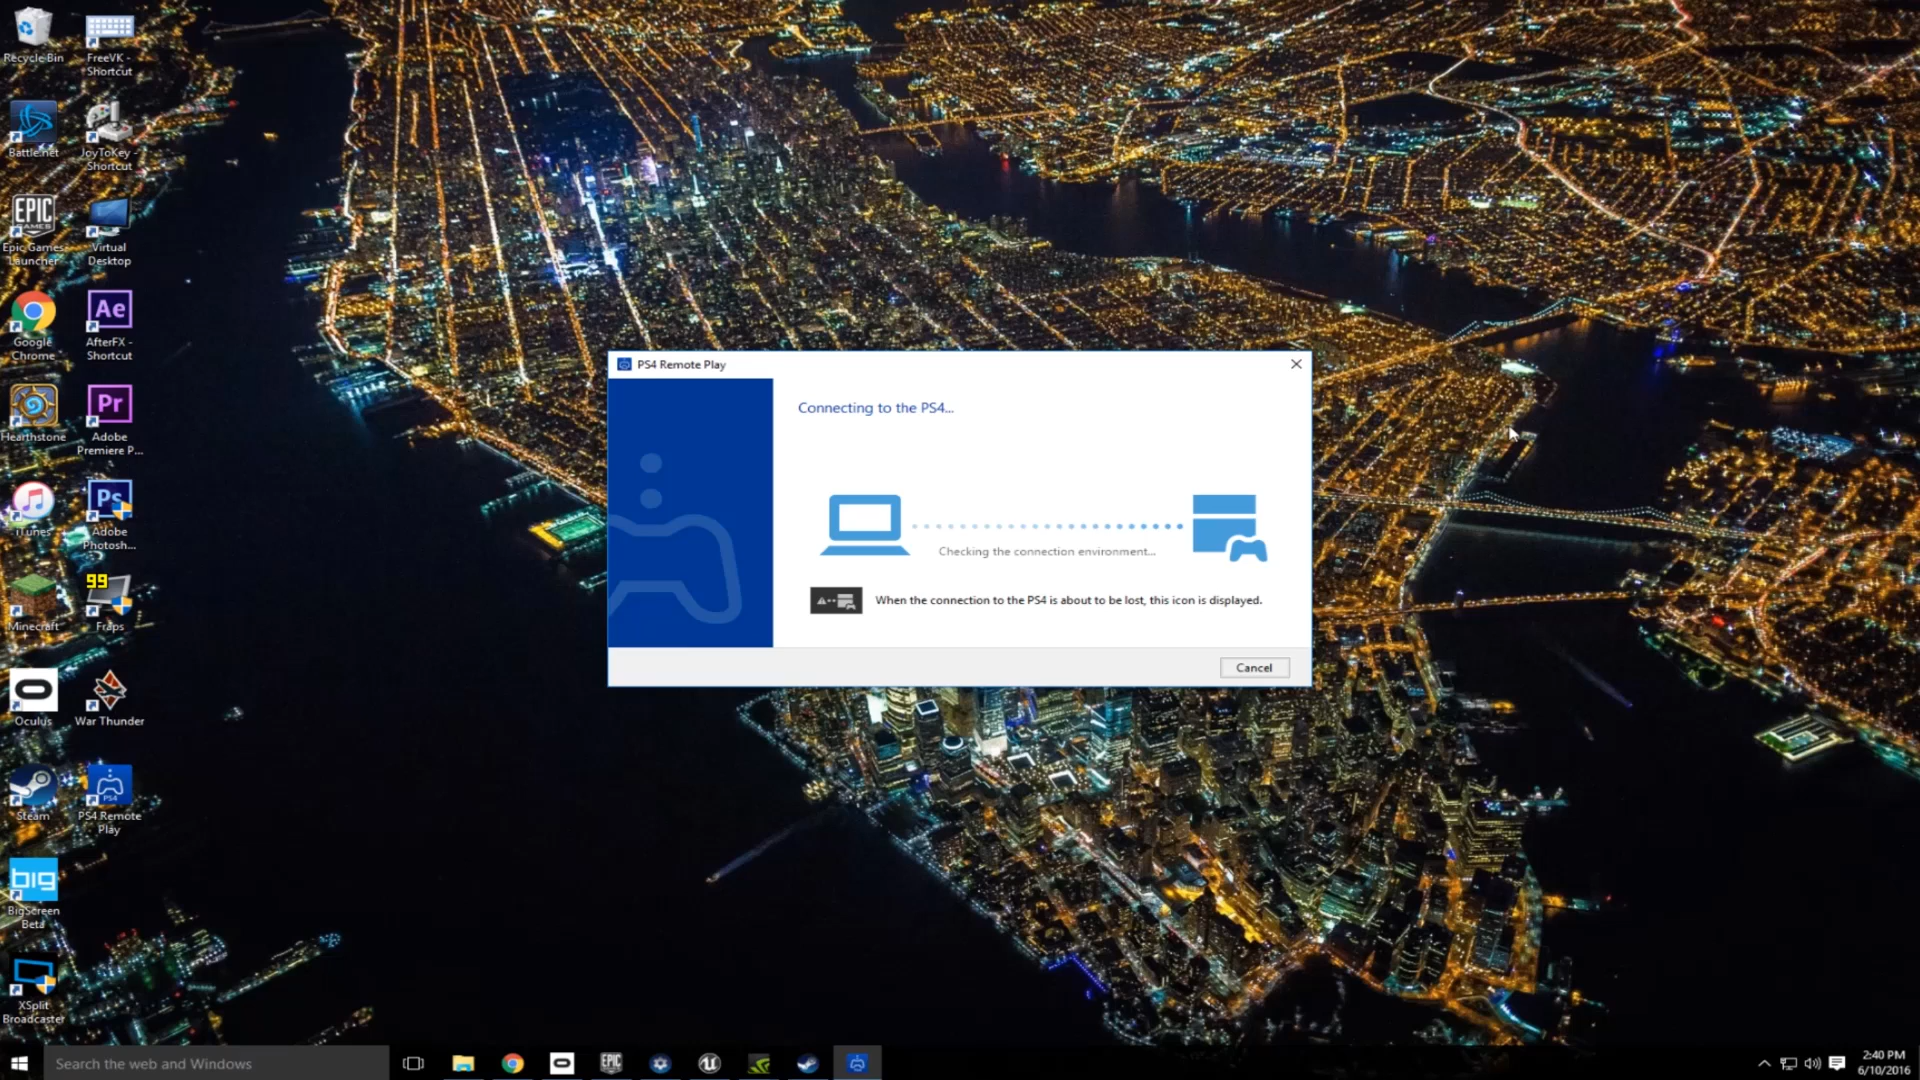 Recycle Bin
FreeVK -
Shortcut
Battle.net
JoyToKey -
Shortcut
EPIC
GAMES
Epic Games
Launcher
Virtual
Desktop
Google
Chrome
Ae
AfterFX -
Shortcut
Hearthstone
Pr
Adobe
Premiere P...
iTunes
Ps
Adobe
Photosh...
Minecraft
99
Fraps
Oculus
War Thunder
Steam
PS4
PS4 Remote
Play
big
BigScreen
Beta
XSplit
Broadcaster
PS4 Remote Play
Connecting to the PS4...
Checking the connection environment...
When the connection to the PS4 is about to be lost, this icon is displayed.
Cancel
Search the web and Windows
EPIC
2:40 PM
6/10/2016